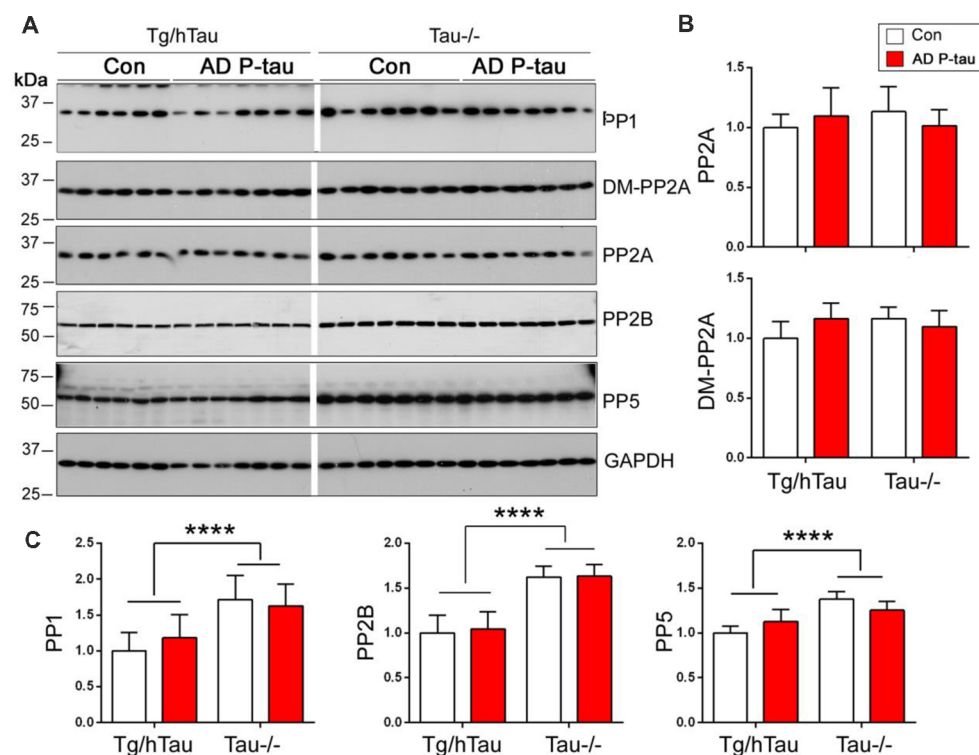 A
Tg/hTau Tau-/-
kDa Con AD P-tau Con AD P-tau
37
25
PP1
37
25
DM-PP2A
37
25
PP2A
75
50
PP2B
75
50
PP5
37
25
GAPDH
B
Con
AD P-tau
PP2A
1.5
1.0
0.5
0.0
DM-PP2A
1.5
1.0
0.5
0.0
Tg/hTau Tau-/-
C
PP1
2.5
2.0
1.5
1.0
0.5
0.0
****
Tg/hTau Tau-/-
PP2B
2.0
1.5
1.0
0.5
0.0
****
Tg/hTau Tau-/-
PP5
2.0
1.5
1.0
0.5
0.0
****
Tg/hTau Tau-/-